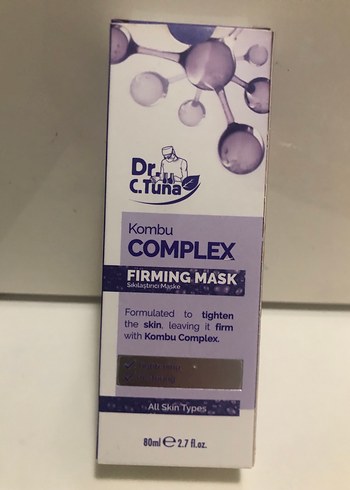 Dr.
C.Tuna
Kombu
COMPLEX
FIRMING MASK
Sıkılaştırıcı Maske
Formulated to tighten
the skin, leaving it firm
with Kombu Complex.
All Skin Types
80ml e 2.7 fl.oz.